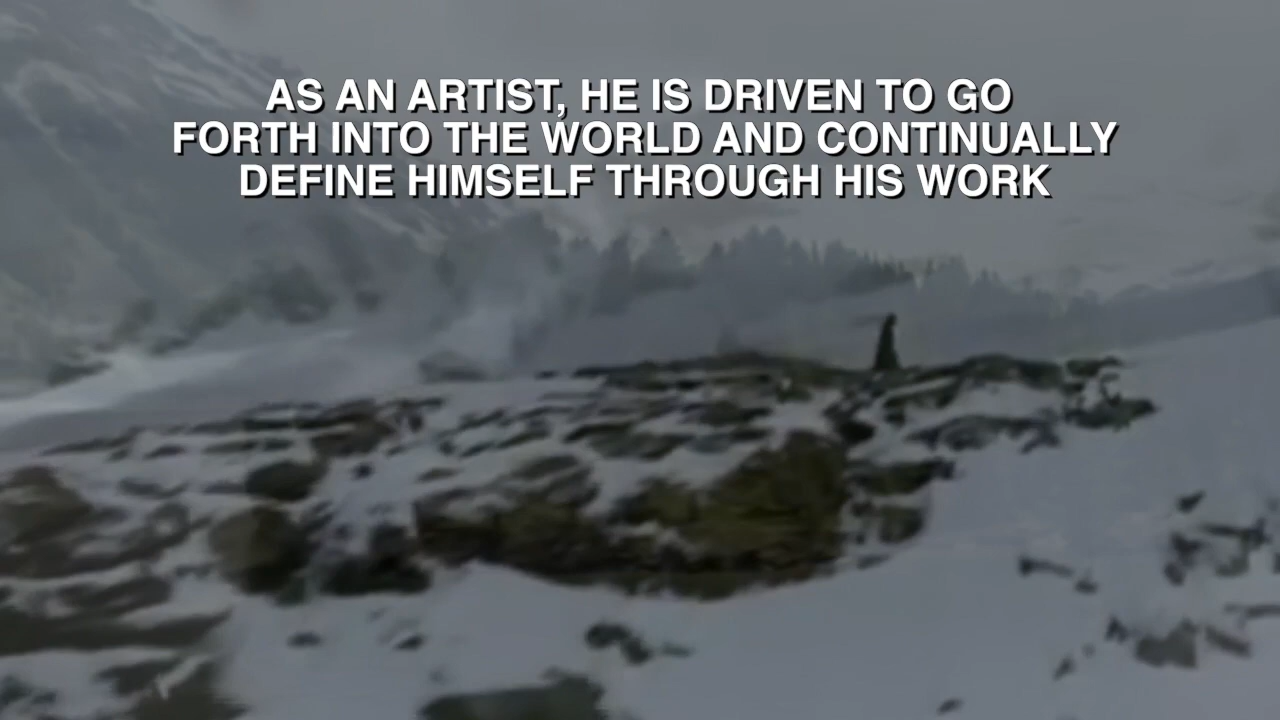 AS AN ARTIST, HE IS DRIVEN TO GO
FORTH INTO THE WORLD AND CONTINUALLY
DEFINE HIMSELF THROUGH HIS WORK